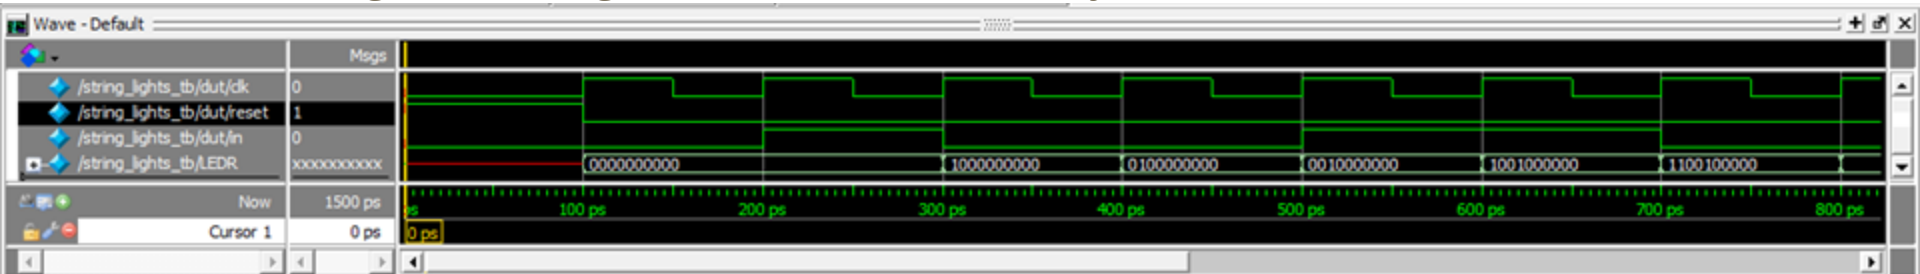 Wave - Default
Msgs
/string_lights_tb/dut/clk 0
/string_lights_tb/dut/reset 1
/string_lights_tb/dut/in 0
/string_lights_tb/LEDR xxxxxxxxxx 0000000000 1000000000 0100000000 0010000000 1001000000 1100100000
Now 1500 ps ps 100 ps 200 ps 300 ps 400 ps 500 ps 600 ps 700 ps 800 ps
Cursor 1 0 ps 0 ps